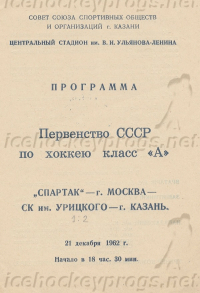 СОВЕТ СОЮЗА СПОРТИВНЫХ ОБЩЕСТВ
И ОРГАНИЗАЦИЙ г. КАЗАНИ
ЦЕНТРАЛЬНЫЙ СТАДИОН им. В. И. УЛЬЯНОВА-ЛЕНИНА
ПРОГРАММА
Первенство СССР
по хоккею класс «А»
„СПАРТАК“—г. МОСКВА—
СК им. УРИЦКОГО—г. КАЗАНЬ.
1:2
21 декабря 1962 г.
Начало в 18 час. 30 мин.
icehockeyprogs.net